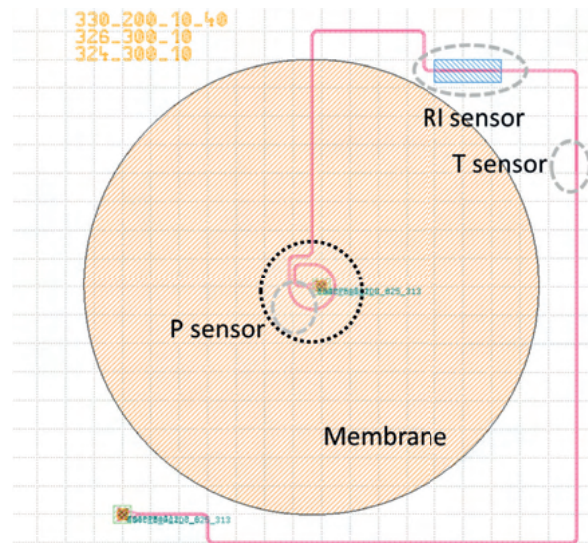 330_200_10_40
326_300_10
324_300_10
RI sensor
T sensor
P sensor
Membrane